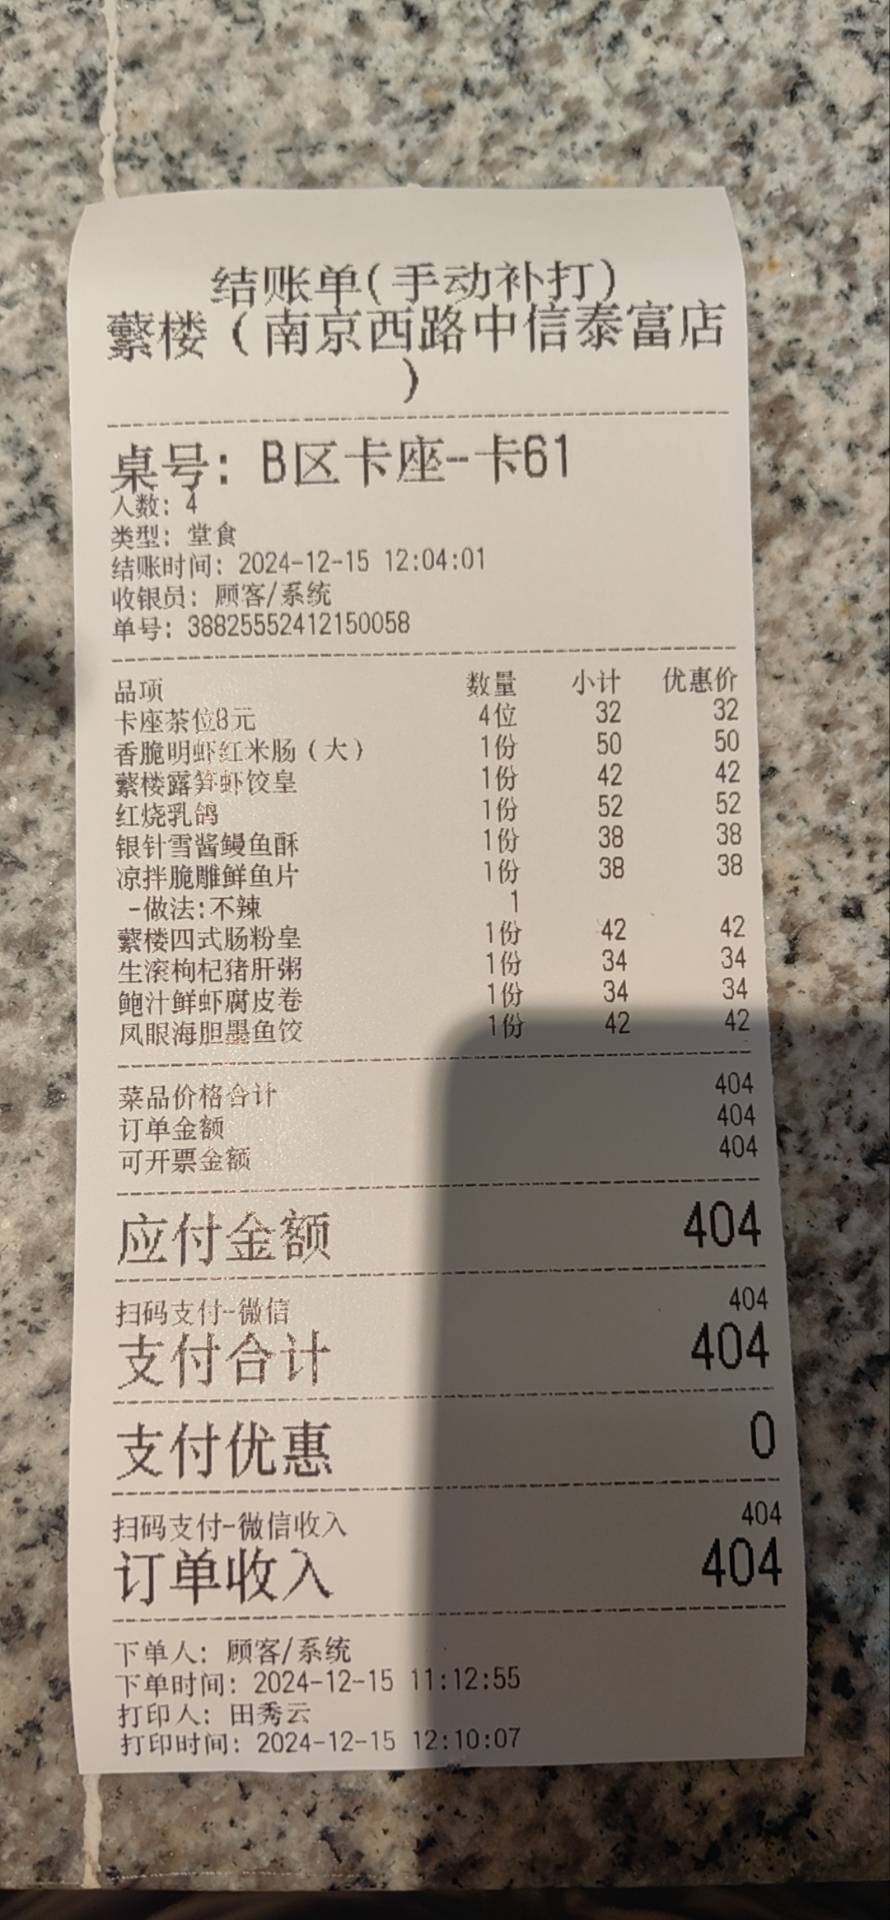 结账单(手动补打)
蘩楼（南京西路中信泰富店
）
桌号: B区卡座-卡61
人数: 4
类型: 堂食
结账时间: 2024-12-15 12:04:01
收银员: 顾客/系统
单号: 38825552412150058
品项 数量 小计 优惠价
卡座茶位8元 4位 32 32
香脆明虾红米肠（大） 1份 50 50
蘩楼露笋虾饺皇 1份 42 42
红烧乳鸽 1份 52 52
银针雪酱鳗鱼酥 1份 38 38
凉拌脆雕鲜鱼片 1份 38 38
-做法:不辣 1
蘩楼四式肠粉皇 1份 42 42
生滚枸杞猪肝粥 1份 34 34
鲍汁鲜虾腐皮卷 1份 34 34
凤眼海胆墨鱼饺 1份 42 42
菜品价格合计 404
订单金额 404
可开票金额 404
应付金额 404
扫码支付-微信 404
支付合计 404
支付优惠 0
扫码支付-微信收入 404
订单收入 404
下单人: 顾客/系统
下单时间: 2024-12-15 11:12:55
打印人: 田秀云
打印时间: 2024-12-15 12:10:07